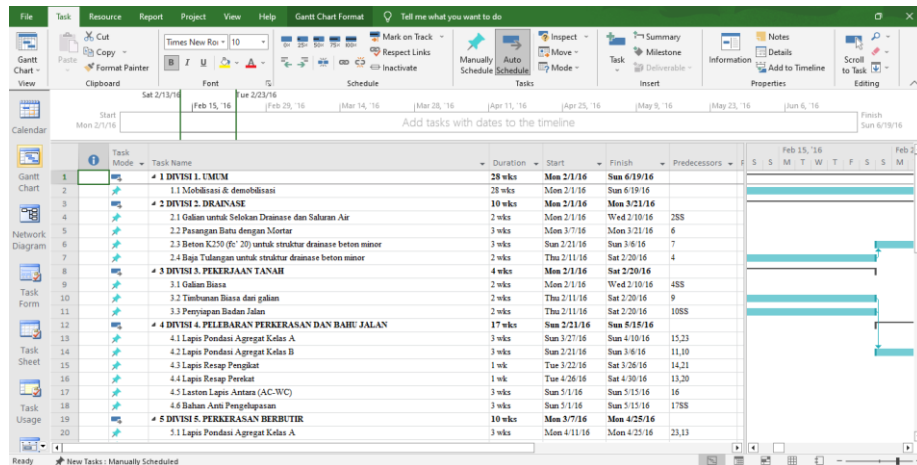 File Task Resource Report Project View Help Gantt Chart Format Tell me what you want to do
Gantt Chart
Paste
Cut
Copy
Format Painter
Times New Roi 10
B I U A
0% 25% 50% 75% 100%
Mark on Track
Respect Links
Inactivate
Manually Schedule
Auto Schedule
Inspect
Move
Mode
Task
Summary
Milestone
Deliverable
Information
Notes
Details
Add to Timeline
Scroll to Task
View Clipboard Font Schedule Tasks Insert Properties Editing
Sat 2/13/16 Tue 2/23/16
Feb 15, '16 Feb 29, '16 Mar 14, '16 Mar 28, '16 Apr 11, '16 Apr 25, '16 May 9, '16 May 23, '16 Jun 6, '16
Start
Mon 2/1/16
Add tasks with dates to the timeline
Finish
Sun 6/19/16
Calendar
Gantt Chart
Network Diagram
Task Form
Task Sheet
Task Usage
Task Mode Task Name Duration Start Finish Predecessors
Feb 15, '16 Feb 2
S S M T W T F S S M
1 1 DIVISI 1. UMUM 28 wks Mon 2/1/16 Sun 6/19/16
2 1.1 Mobilisasi & demobilisasi 28 wks Mon 2/1/16 Sun 6/19/16
3 2 DIVISI 2. DRAINASE 10 wks Mon 2/1/16 Mon 3/21/16
4 2.1 Galian untuk Selokan Drainase dan Saluran Air 2 wks Mon 2/1/16 Wed 2/10/16 2SS
5 2.2 Pasangan Batu dengan Mortar 3 wks Mon 3/7/16 Mon 3/21/16 6
6 2.3 Beton K250 (fc' 20) untuk struktur drainase beton minor 3 wks Sun 2/21/16 Sun 3/6/16 7
7 2.4 Baja Tulangan untuk struktur drainase beton minor 2 wks Thu 2/11/16 Sat 2/20/16 4
8 3 DIVISI 3. PEKERJAAN TANAH 4 wks Mon 2/1/16 Sat 2/20/16
9 3.1 Galian Biasa 2 wks Mon 2/1/16 Wed 2/10/16 4SS
10 3.2 Timbunan Biasa dari galian 2 wks Thu 2/11/16 Sat 2/20/16 9
11 3.3 Penyiapan Badan Jalan 2 wks Thu 2/11/16 Sat 2/20/16 10SS
12 4 DIVISI 4. PELEBARAN PERKERASAN DAN BAHU JALAN 17 wks Sun 2/21/16 Sun 5/15/16
13 4.1 Lapis Pondasi Agregat Kelas A 3 wks Sun 3/27/16 Sun 4/10/16 15,23
14 4.2 Lapis Pondasi Agregat Kelas B 3 wks Sun 2/21/16 Sun 3/6/16 11,10
15 4.3 Lapis Resap Pengikat 1 wk Tue 3/22/16 Sat 3/26/16 14,21
16 4.4 Lapis Resap Perekat 1 wk Tue 4/26/16 Sat 4/30/16 13,20
17 4.5 Laston Lapis Antara (AC-WC) 3 wks Sun 5/1/16 Sun 5/15/16 16
18 4.6 Bahan Anti Pengelupasan 3 wks Sun 5/1/16 Sun 5/15/16 17SS
19 5 DIVISI 5. PERKERASAN BERBUTIR 10 wks Mon 3/7/16 Mon 4/25/16
20 5.1 Lapis Pondasi Agregat Kelas A 3 wks Mon 4/11/16 Mon 4/25/16 23,13
Ready New Tasks : Manually Scheduled